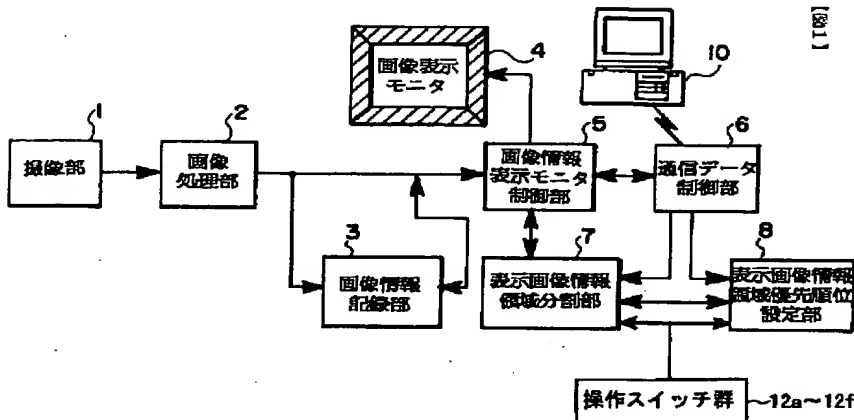 【図1】
10
4
画像表示
モニタ
1
撮像部
2
画像
処理部
5
画像情報
表示モニタ
制御部
6
通信データ
制御部
3
画像情報
記録部
7
表示画像情報
領域分割部
8
表示画像情報
領域優先順位
設定部
操作スイッチ群
12a~12f